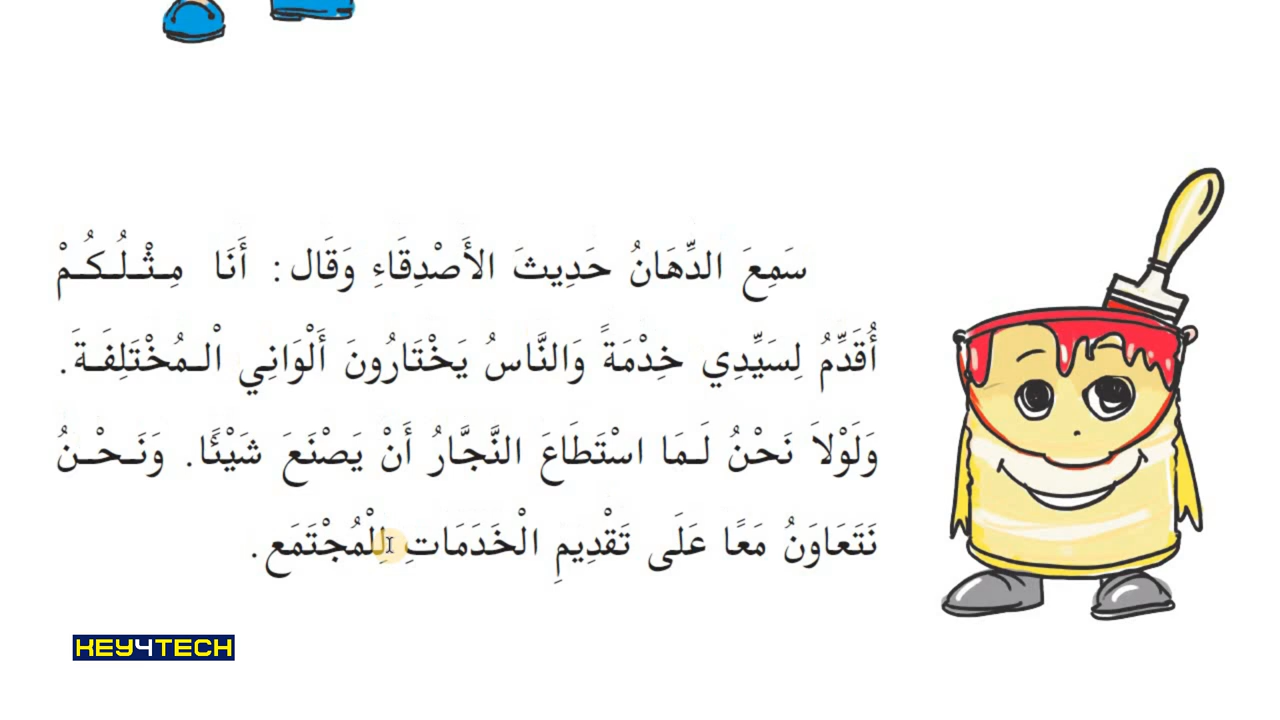 سَمِعَ الدِّهَانُ حَدِيثَ الأَصْدِقَاءِ وَقَال: أَنَا مِثْلُكُمْ
أُقَدِّمُ لِسَيِّدِي خِدْمَةً وَالنَّاسُ يَخْتَارُونَ أَلْوَانِي الْمُخْتَلِفَةَ.
وَلَوْلاَ نَحْنُ لَمَا اسْتَطَاعَ النَّجَّارُ أَنْ يَصْنَعَ شَيْئًا. وَنَحْنُ
نَتَعَاوَنُ مَعًا عَلَى تَقْدِيمِ الْخَدَمَاتِ لِلْمُجْتَمَع.
KEY4TECH